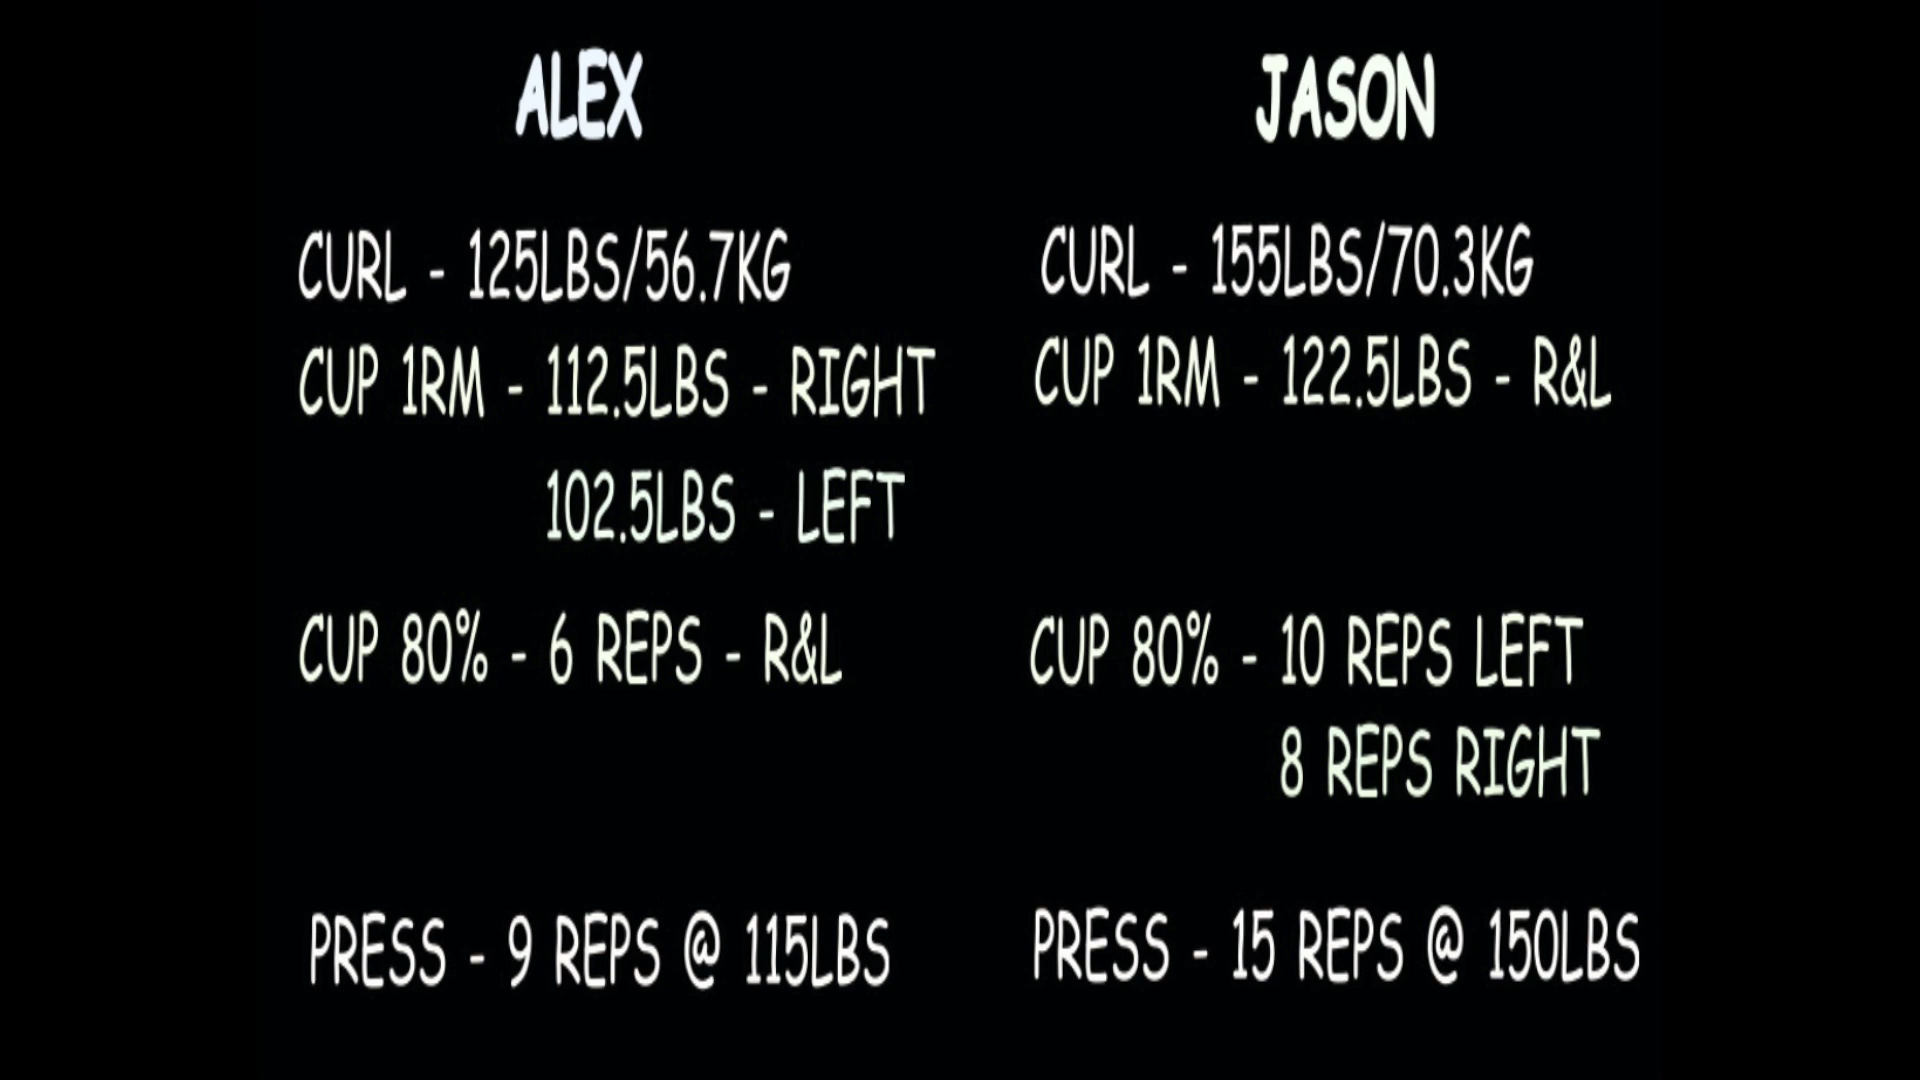 ALEX
CURL - 125LBS/56.7KG
CUP 1RM - 112.5LBS - RIGHT
102.5LBS - LEFT
CUP 80% - 6 REPS - R&L
PRESS - 9 REPS @ 115LBS
JASON
CURL - 155LBS/70.3KG
CUP 1RM - 122.5LBS - R&L
CUP 80% - 10 REPS LEFT
8 REPS RIGHT
PRESS - 15 REPS @ 150LBS